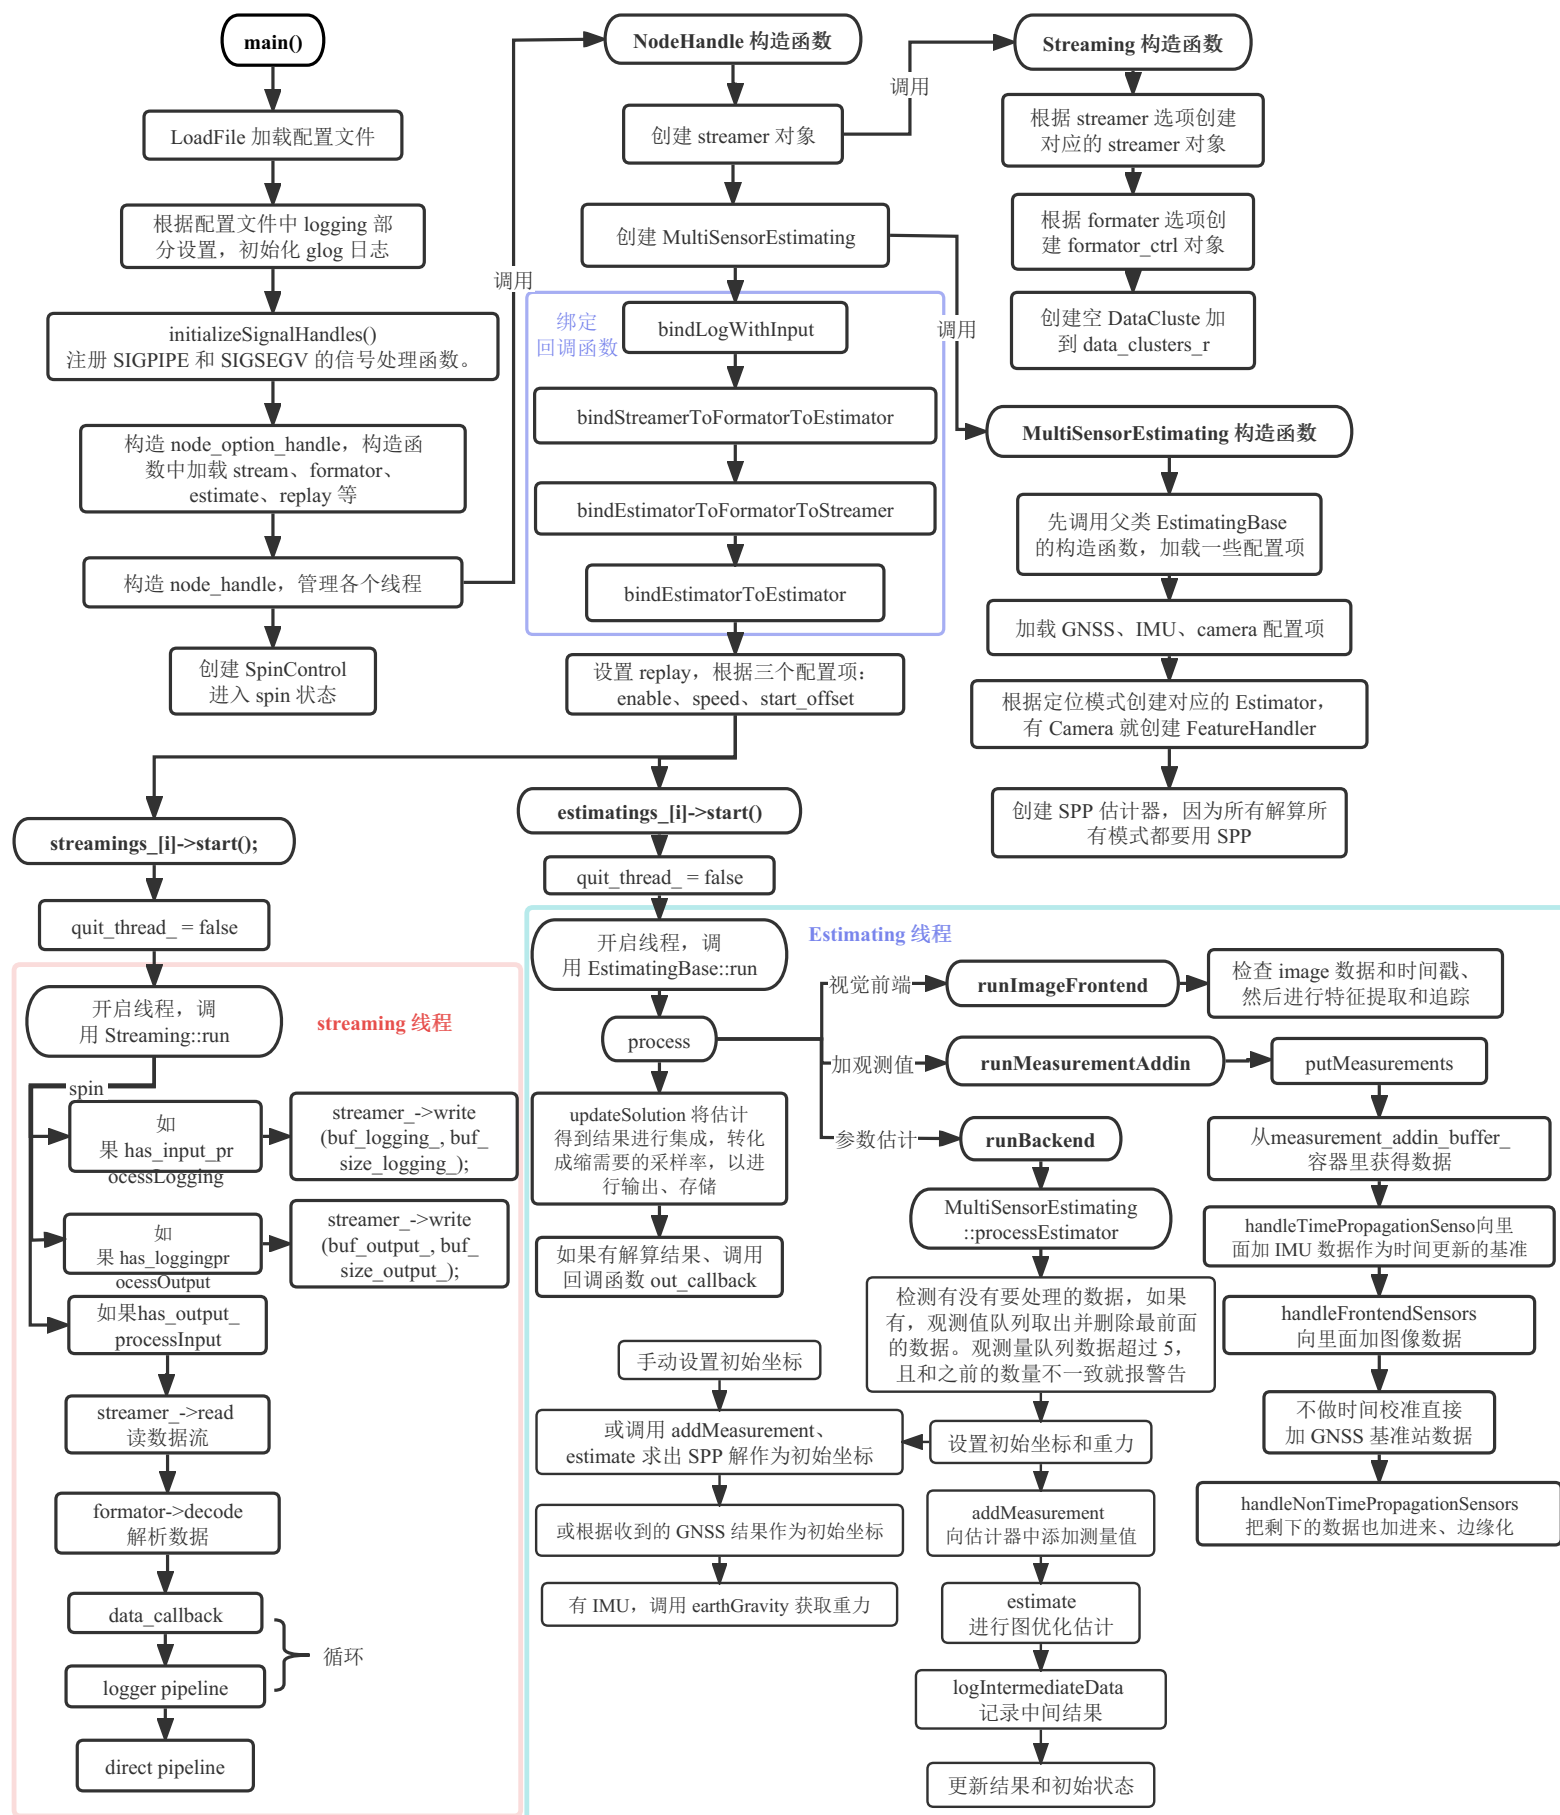 main()
LoadFile 加载配置文件
根据配置文件中 logging 部
分设置，初始化 glog 日志
initializeSignalHandles()
注册 SIGPIPE 和 SIGSEGV 的信号处理函数。
构造 node_option_handle，构造函
数中加载 stream、formator、
estimate、replay 等
构造 node_handle，管理各个线程
创建 SpinControl
进入 spin 状态
调用
NodeHandle 构造函数
创建 streamer 对象
创建 MultiSensorEstimating
绑定
回调函数
bindLogWithInput
bindStreamerToFormatorToEstimator
bindEstimatorToFormatorToStreamer
bindEstimatorToEstimator
设置 replay，根据三个配置项：
enable、speed、start_offset
调用
Streaming 构造函数
根据 streamer 选项创建
对应的 streamer 对象
根据 formater 选项创
建 formator_ctrl 对象
创建空 DataCluste 加
到 data_clusters_r
调用
MultiSensorEstimating 构造函数
先调用父类 EstimatingBase
的构造函数，加载一些配置项
加载 GNSS、IMU、camera 配置项
根据定位模式创建对应的 Estimator，
有 Camera 就创建 FeatureHandler
创建 SPP 估计器，因为所有解算所
有模式都要用 SPP
streamings_[i]->start();
quit_thread_ = false
开启线程，调
用 Streaming::run
streaming 线程
spin
如
果 has_input_pr
ocessLogging
streamer_->write
(buf_logging_, buf_
size_logging_);
如
果 has_loggingpr
ocessOutput
streamer_->write
(buf_output_, buf_
size_output_);
如果has_output_
processInput
streamer_->read
读数据流
formator->decode
解析数据
data_callback
循环
logger pipeline
direct pipeline
estimatings_[i]->start()
quit_thread_ = false
开启线程，调
用 EstimatingBase::run
Estimating 线程
process
updateSolution 将估计
得到结果进行集成，转化
成缩需要的采样率，以进
行输出、存储
如果有解算结果、调用
回调函数 out_callback
视觉前端
runImageFrontend
检查 image 数据和时间戳、
然后进行特征提取和追踪
加观测值
runMeasurementAddin
putMeasurements
从measurement_addin_buffer_
容器里获得数据
handleTimePropagationSenso向里
面加 IMU 数据作为时间更新的基准
handleFrontendSensors
向里面加图像数据
不做时间校准直接
加 GNSS 基准站数据
handleNonTimePropagationSensors
把剩下的数据也加进来、边缘化
参数估计
runBackend
MultiSensorEstimating
::processEstimator
检测有没有要处理的数据，如果
有，观测值队列取出并删除最前面
的数据。观测量队列数据超过 5，
且和之前的数量不一致就报警告
设置初始坐标和重力
手动设置初始坐标
或调用 addMeasurement、
estimate 求出 SPP 解作为初始坐标
或根据收到的 GNSS 结果作为初始坐标
有 IMU，调用 earthGravity 获取重力
addMeasurement
向估计器中添加测量值
estimate
进行图优化估计
logIntermediateData
记录中间结果
更新结果和初始状态